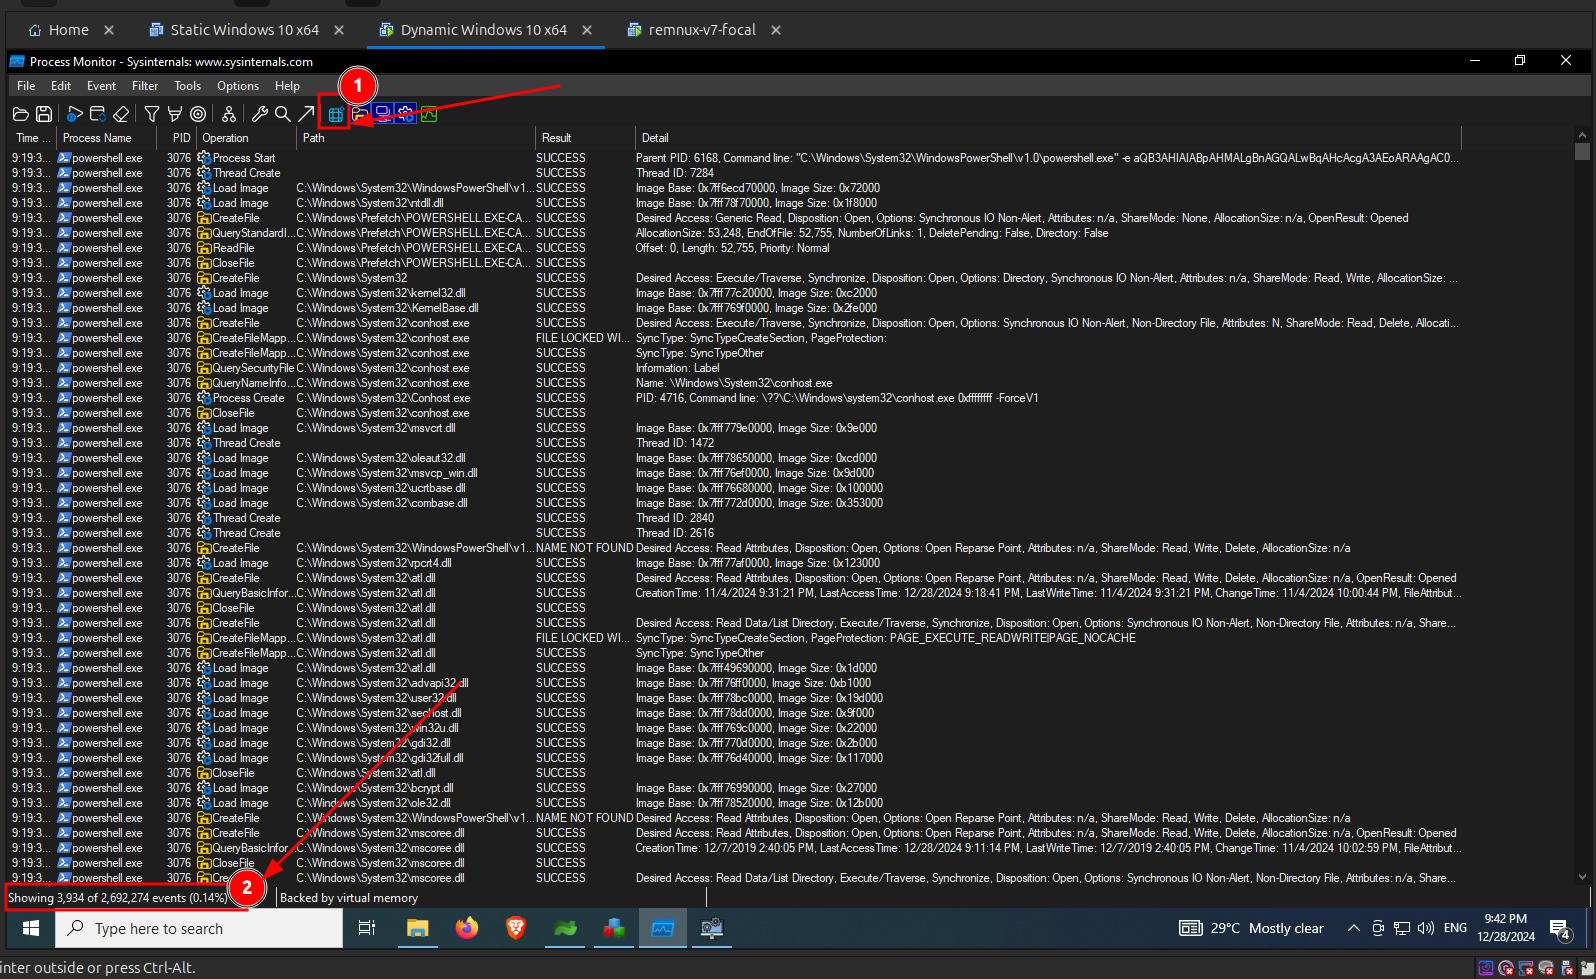 Home
Static Windows 10 x64
Dynamic Windows 10 x64
remnux-v7-focal
Process Monitor - Sysinternals: www.sysinternals.com
File Edit Event Filter Tools Options Help
1
Time ... Process Name PID Operation Path Result Detail
9:19:3... powershell.exe 3076 Process Start SUCCESS Parent PID: 6168, Command line: "C:\Windows\System32\WindowsPowerShell\v1.0\powershell.exe" -e aQB3AHIAIABpAHMALgBnAGQALwBqAHcAcgA3AEoARAAgAC0...
9:19:3... powershell.exe 3076 Thread Create SUCCESS Thread ID: 7284
9:19:3... powershell.exe 3076 Load Image C:\Windows\System32\WindowsPowerShell\v1... SUCCESS Image Base: 0x7ff6ecd70000, Image Size: 0x72000
9:19:3... powershell.exe 3076 Load Image C:\Windows\System32\ntdll.dll SUCCESS Image Base: 0x7fff78f70000, Image Size: 0x1f8000
9:19:3... powershell.exe 3076 CreateFile C:\Windows\Prefetch\POWERSHELL.EXE-CA... SUCCESS Desired Access: Generic Read, Disposition: Open, Options: Synchronous IO Non-Alert, Attributes: n/a, ShareMode: None, AllocationSize: n/a, OpenResult: Opened
9:19:3... powershell.exe 3076 QueryStandardI... C:\Windows\Prefetch\POWERSHELL.EXE-CA... SUCCESS AllocationSize: 53,248, EndOfFile: 52,755, NumberOfLinks: 1, DeletePending: False, Directory: False
9:19:3... powershell.exe 3076 ReadFile C:\Windows\Prefetch\POWERSHELL.EXE-CA... SUCCESS Offset: 0, Length: 52,755, Priority: Normal
9:19:3... powershell.exe 3076 CloseFile C:\Windows\Prefetch\POWERSHELL.EXE-CA... SUCCESS
9:19:3... powershell.exe 3076 CreateFile C:\Windows\System32 SUCCESS Desired Access: Execute/Traverse, Synchronize, Disposition: Open, Options: Directory, Synchronous IO Non-Alert, Attributes: n/a, ShareMode: Read, Write, AllocationSize: ...
9:19:3... powershell.exe 3076 Load Image C:\Windows\System32\kernel32.dll SUCCESS Image Base: 0x7fff77c20000, Image Size: 0xc2000
9:19:3... powershell.exe 3076 Load Image C:\Windows\System32\KernelBase.dll SUCCESS Image Base: 0x7fff769f0000, Image Size: 0x2fe000
9:19:3... powershell.exe 3076 CreateFile C:\Windows\System32\conhost.exe SUCCESS Desired Access: Execute/Traverse, Synchronize, Disposition: Open, Options: Synchronous IO Non-Alert, Non-Directory File, Attributes: N, ShareMode: Read, Delete, Allocati...
9:19:3... powershell.exe 3076 CreateFileMapp... C:\Windows\System32\conhost.exe FILE LOCKED WI... SyncType: SyncTypeCreateSection, PageProtection:
9:19:3... powershell.exe 3076 CreateFileMapp... C:\Windows\System32\conhost.exe SUCCESS SyncType: SyncTypeOther
9:19:3... powershell.exe 3076 QuerySecurityFile C:\Windows\System32\conhost.exe SUCCESS Information: Label
9:19:3... powershell.exe 3076 QueryNameInfo... C:\Windows\System32\conhost.exe SUCCESS Name: \Windows\System32\conhost.exe
9:19:3... powershell.exe 3076 Process Create C:\Windows\System32\Conhost.exe SUCCESS PID: 4716, Command line: \??\C:\Windows\system32\conhost.exe 0xffffffff -ForceV1
9:19:3... powershell.exe 3076 CloseFile C:\Windows\System32\conhost.exe SUCCESS
9:19:3... powershell.exe 3076 Load Image C:\Windows\System32\msvcrt.dll SUCCESS Image Base: 0x7fff779e0000, Image Size: 0x9e000
9:19:3... powershell.exe 3076 Thread Create SUCCESS Thread ID: 1472
9:19:3... powershell.exe 3076 Load Image C:\Windows\System32\oleaut32.dll SUCCESS Image Base: 0x7fff78650000, Image Size: 0xcd000
9:19:3... powershell.exe 3076 Load Image C:\Windows\System32\msvcp_win.dll SUCCESS Image Base: 0x7fff76ef0000, Image Size: 0x9d000
9:19:3... powershell.exe 3076 Load Image C:\Windows\System32\ucrtbase.dll SUCCESS Image Base: 0x7fff76680000, Image Size: 0x100000
9:19:3... powershell.exe 3076 Load Image C:\Windows\System32\combase.dll SUCCESS Image Base: 0x7fff772d0000, Image Size: 0x353000
9:19:3... powershell.exe 3076 Thread Create SUCCESS Thread ID: 2840
9:19:3... powershell.exe 3076 Thread Create SUCCESS Thread ID: 2616
9:19:3... powershell.exe 3076 CreateFile C:\Windows\System32\WindowsPowerShell\v1... NAME NOT FOUND Desired Access: Read Attributes, Disposition: Open, Options: Open Reparse Point, Attributes: n/a, ShareMode: Read, Write, Delete, AllocationSize: n/a
9:19:3... powershell.exe 3076 Load Image C:\Windows\System32\rpcrt4.dll SUCCESS Image Base: 0x7fff77af0000, Image Size: 0x123000
9:19:3... powershell.exe 3076 CreateFile C:\Windows\System32\atl.dll SUCCESS Desired Access: Read Attributes, Disposition: Open, Options: Open Reparse Point, Attributes: n/a, ShareMode: Read, Write, Delete, AllocationSize: n/a, OpenResult: Opened
9:19:3... powershell.exe 3076 QueryBasicInfor... C:\Windows\System32\atl.dll SUCCESS CreationTime: 11/4/2024 9:31:21 PM, LastAccessTime: 12/28/2024 9:18:41 PM, LastWriteTime: 11/4/2024 9:31:21 PM, ChangeTime: 11/4/2024 10:00:44 PM, FileAttribut...
9:19:3... powershell.exe 3076 CloseFile C:\Windows\System32\atl.dll SUCCESS
9:19:3... powershell.exe 3076 CreateFile C:\Windows\System32\atl.dll SUCCESS Desired Access: Read Data/List Directory, Execute/Traverse, Synchronize, Disposition: Open, Options: Synchronous IO Non-Alert, Non-Directory File, Attributes: n/a, Share...
9:19:3... powershell.exe 3076 CreateFileMapp... C:\Windows\System32\atl.dll FILE LOCKED WI... SyncType: SyncTypeCreateSection, PageProtection: PAGE_EXECUTE_READWRITE|PAGE_NOCACHE
9:19:3... powershell.exe 3076 CreateFileMapp... C:\Windows\System32\atl.dll SUCCESS SyncType: SyncTypeOther
9:19:3... powershell.exe 3076 Load Image C:\Windows\System32\atl.dll SUCCESS Image Base: 0x7fff49690000, Image Size: 0x1d000
9:19:3... powershell.exe 3076 Load Image C:\Windows\System32\advapi32.dll SUCCESS Image Base: 0x7fff76ff0000, Image Size: 0xb1000
9:19:3... powershell.exe 3076 Load Image C:\Windows\System32\user32.dll SUCCESS Image Base: 0x7fff78bc0000, Image Size: 0x19d000
9:19:3... powershell.exe 3076 Load Image C:\Windows\System32\sechost.dll SUCCESS Image Base: 0x7fff78dd0000, Image Size: 0x9f000
9:19:3... powershell.exe 3076 Load Image C:\Windows\System32\win32u.dll SUCCESS Image Base: 0x7fff769c0000, Image Size: 0x22000
9:19:3... powershell.exe 3076 Load Image C:\Windows\System32\gdi32.dll SUCCESS Image Base: 0x7fff770d0000, Image Size: 0x2b000
9:19:3... powershell.exe 3076 Load Image C:\Windows\System32\gdi32full.dll SUCCESS Image Base: 0x7fff76d40000, Image Size: 0x117000
9:19:3... powershell.exe 3076 CloseFile C:\Windows\System32\atl.dll SUCCESS
9:19:3... powershell.exe 3076 Load Image C:\Windows\System32\bcrypt.dll SUCCESS Image Base: 0x7fff76990000, Image Size: 0x27000
9:19:3... powershell.exe 3076 Load Image C:\Windows\System32\ole32.dll SUCCESS Image Base: 0x7fff78520000, Image Size: 0x12b000
9:19:3... powershell.exe 3076 CreateFile C:\Windows\System32\WindowsPowerShell\v1... NAME NOT FOUND Desired Access: Read Attributes, Disposition: Open, Options: Open Reparse Point, Attributes: n/a, ShareMode: Read, Write, Delete, AllocationSize: n/a
9:19:3... powershell.exe 3076 CreateFile C:\Windows\System32\mscoree.dll SUCCESS Desired Access: Read Attributes, Disposition: Open, Options: Open Reparse Point, Attributes: n/a, ShareMode: Read, Write, Delete, AllocationSize: n/a, OpenResult: Opened
9:19:3... powershell.exe 3076 QueryBasicInfor... C:\Windows\System32\mscoree.dll SUCCESS CreationTime: 12/7/2019 2:40:05 PM, LastAccessTime: 12/28/2024 9:11:14 PM, LastWriteTime: 12/7/2019 2:40:05 PM, ChangeTime: 11/4/2024 10:02:59 PM, FileAttribut...
9:19:3... powershell.exe 3076 CloseFile C:\Windows\System32\mscoree.dll SUCCESS
9:19:3... powershell.exe 3076 Cre C:\Windows\System32\mscoree.dll SUCCESS Desired Access: Read Data/List Directory, Execute/Traverse, Synchronize, Disposition: Open, Options: Synchronous IO Non-Alert, Non-Directory File, Attributes: n/a, Share...
2
Showing 3,934 of 2,692,274 events (0.14%) Backed by virtual memory
Type here to search
29°C Mostly clear
ENG
9:42 PM
12/28/2024
4
nter outside or press Ctrl-Alt.